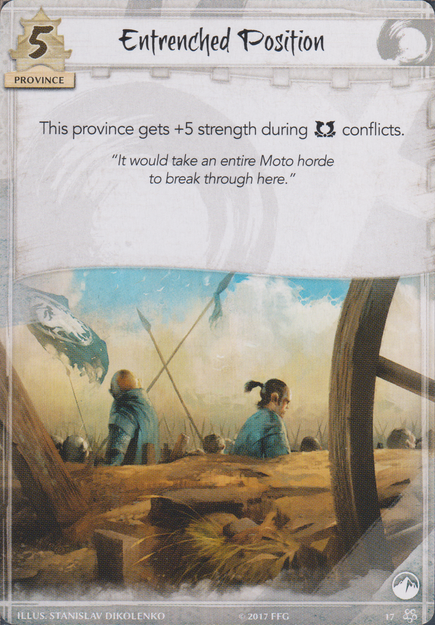 5
Entrenched Position
PROVINCE
This province gets +5 strength during conflicts.
"It would take an entire Moto horde
to break through here."
ILLUS. STANISLAV DIKOLENKO
© 2017 FFG
17